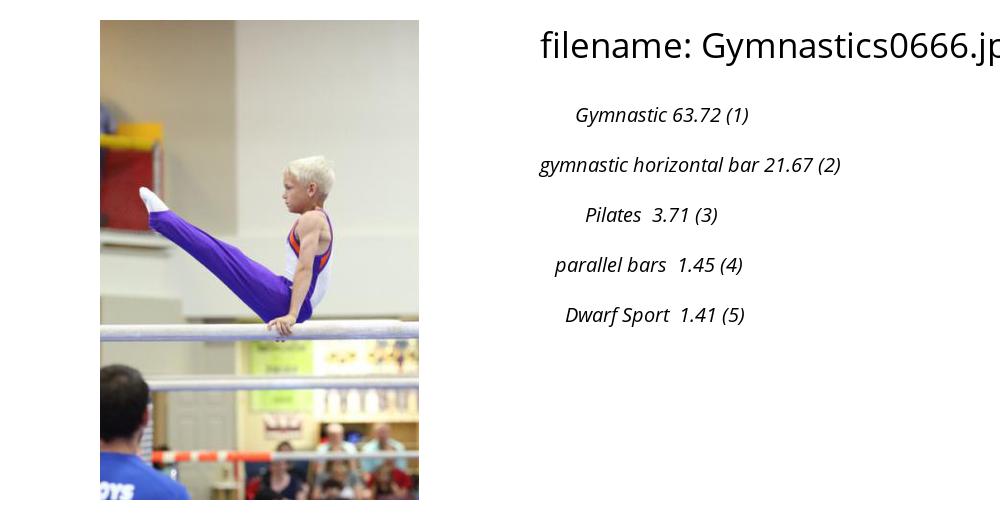 filename: Gymnastics0666.jp
Gymnastic 63.72 (1)
gymnastic horizontal bar 21.67 (2)
Pilates 3.71 (3)
parallel bars 1.45 (4)
Dwarf Sport 1.41 (5)
OYS